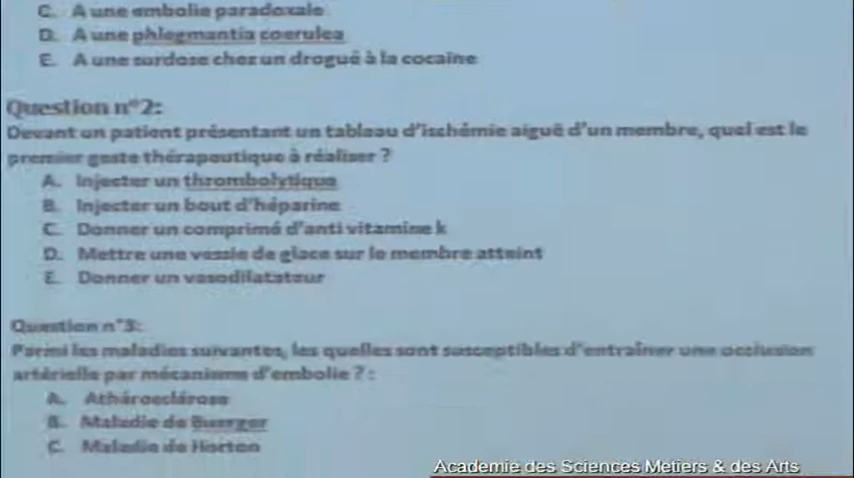 C. A une embolie paradoxale
D. A une phlegmantia coerulea
E. A une surdose chez un drogué à la cocaïne
Question n°2:
Devant un patient présentant un tableau d'ischémie aiguë d'un membre, quel est le
premier geste thérapeutique à réaliser ?
A. Injecter un thrombolytique
B. Injecter un bout d'héparine
C. Donner un comprimé d'anti vitamine k
D. Mettre une vessie de glace sur le membre atteint
E. Donner un vasodilatateur
Question n°3:
Parmi les maladies suivantes, les quelles sont susceptibles d'entraîner une occlusion
artérielle par mécanisme d'embolie ? :
A. Athérosclérose
B. Maladie de Buerger
C. Maladie de Horton
Academie des Sciences Metiers & des Arts